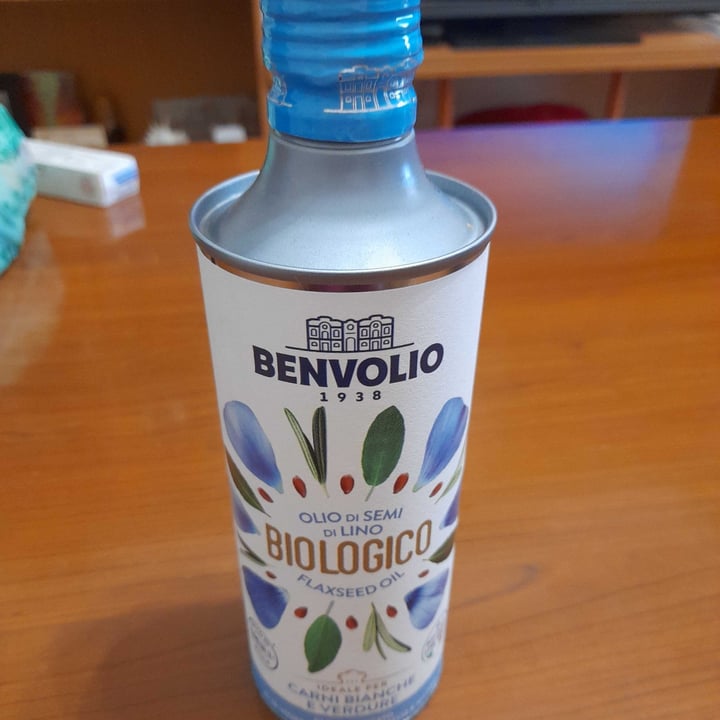 BENVOLIO
1938
OLIO DI SEMI
DI LINO
BIOLOGICO
FLAXSEED OIL
IDEALE PER
CARNI BIANCHE
E VERDURE